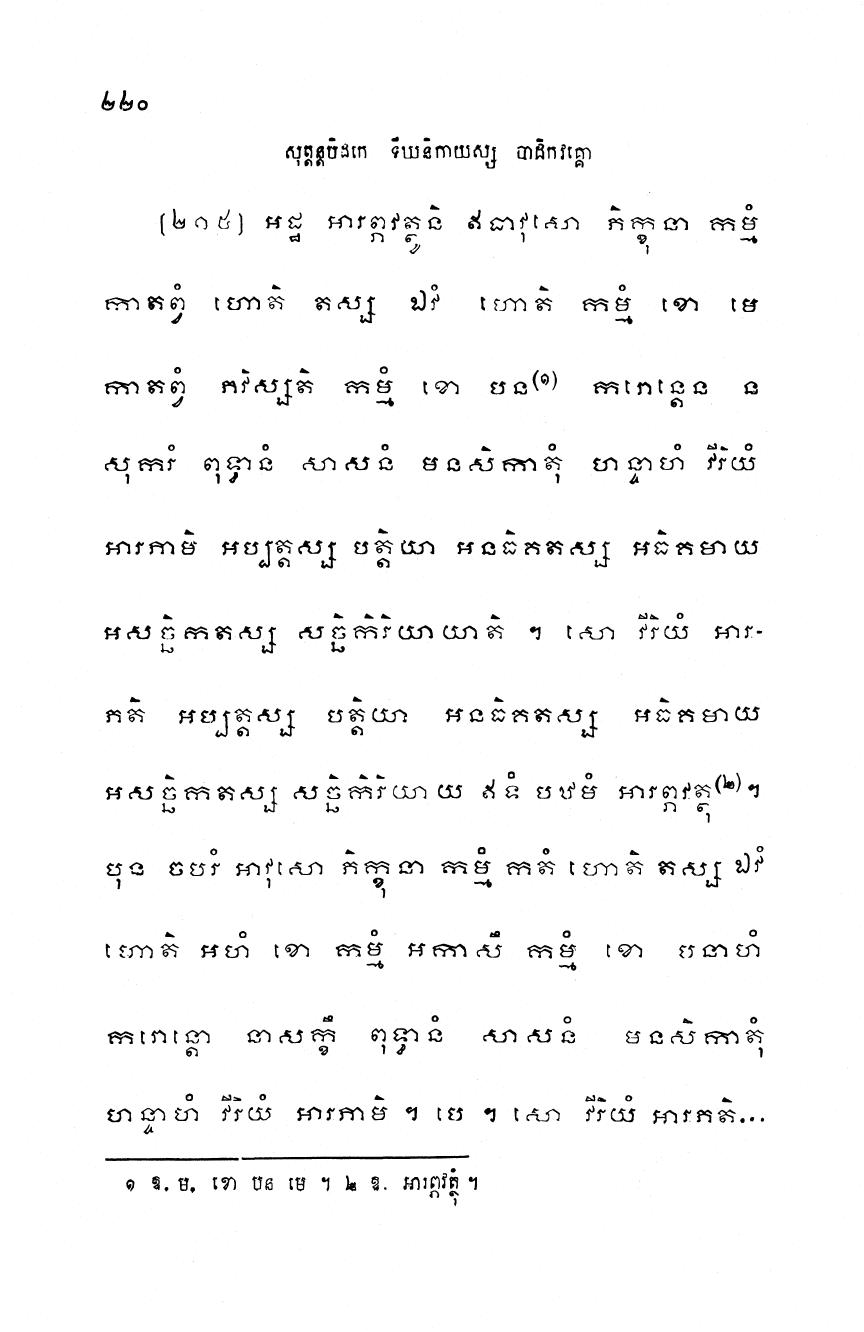 ២២០
សុត្តន្តបិដកេ ទីឃនិកាយស្ស បាដិកវគ្គោ
(២១៥) អដ្ឋ អារព្ភវត្ថូនិ ឥធាវុសោ ភិក្ខុនា កម្មំ
កាតព្វំ ហោតិ តស្ស ឯវំ ហោតិ កម្មំ ខោ មេ
កាតព្វំ ភវិស្សតិ កម្មំ ខោ បន(១) ករោន្តេន ន
សុករំ ពុទ្ធានំ សាសនំ មនសិកាតុំ ហន្ទាហំ វីរិយំ
អារភាមិ អប្បត្តស្ស បត្តិយា អនធិគតស្ស អធិគមាយ
អសច្ឆិកតស្ស សច្ឆិកិរិយាយាតិ ។ សោ វីរិយំ អារ-
ភតិ អប្បត្តស្ស បត្តិយា អនធិគតស្ស អធិគមាយ
អសច្ឆិកតស្ស សច្ឆិកិរិយាយ ឥទំ បឋមំ អារព្ភវត្ថុ(២)។
បុន ចបរំ អាវុសោ ភិក្ខុនា កម្មំ កតំ ហោតិ តស្ស ឯវំ
ហោតិ អហំ ខោ កម្មំ អកាសឹ កម្មំ ខោ បនាហំ
ករោន្តោ នាសក្ខឹ ពុទ្ធានំ សាសនំ មនសិកាតុំ
ហន្ទាហំ វីរិយំ អារភាមិ ។ បេ ។ សោ វីរិយំ អារភតិ...
១ ឱ. ម. ខោ បន មេ ។ ២ ឱ. អារព្ភវត្ថុំ ។